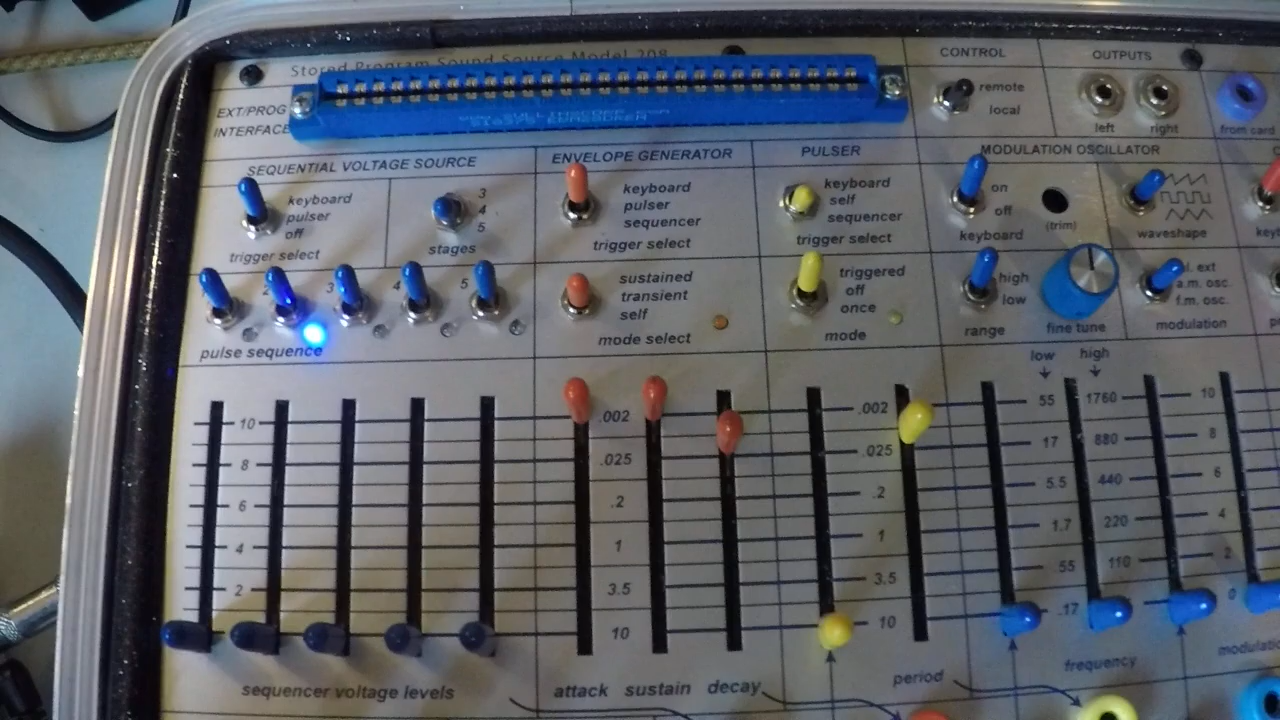 Stored Program Sound Source Model 208
CONTROL
OUTPUTS
EXT/PROG
INTERFACE
remote
local
left
right
from card
SEQUENTIAL VOLTAGE SOURCE
ENVELOPE GENERATOR
PULSER
MODULATION OSCILLATOR
keyboard
pulser
off
trigger select
3
4
5
stages
keyboard
pulser
sequencer
trigger select
keyboard
self
sequencer
trigger select
on
off
keyboard
(trim)
waveshape
2
3
4
5
pulse sequence
sustained
transient
self
mode select
triggered
off
once
mode
high
low
range
fine tune
ext
a.m. osc.
f.m. osc.
modulation
low
high
10
8
6
4
2
.002
.025
.2
1
3.5
10
.002
.025
.2
1
3.5
10
55
17
5.5
1.7
.55
.17
1760
880
440
220
110
10
8
6
4
2
0
sequencer voltage levels
attack
sustain
decay
period
frequency